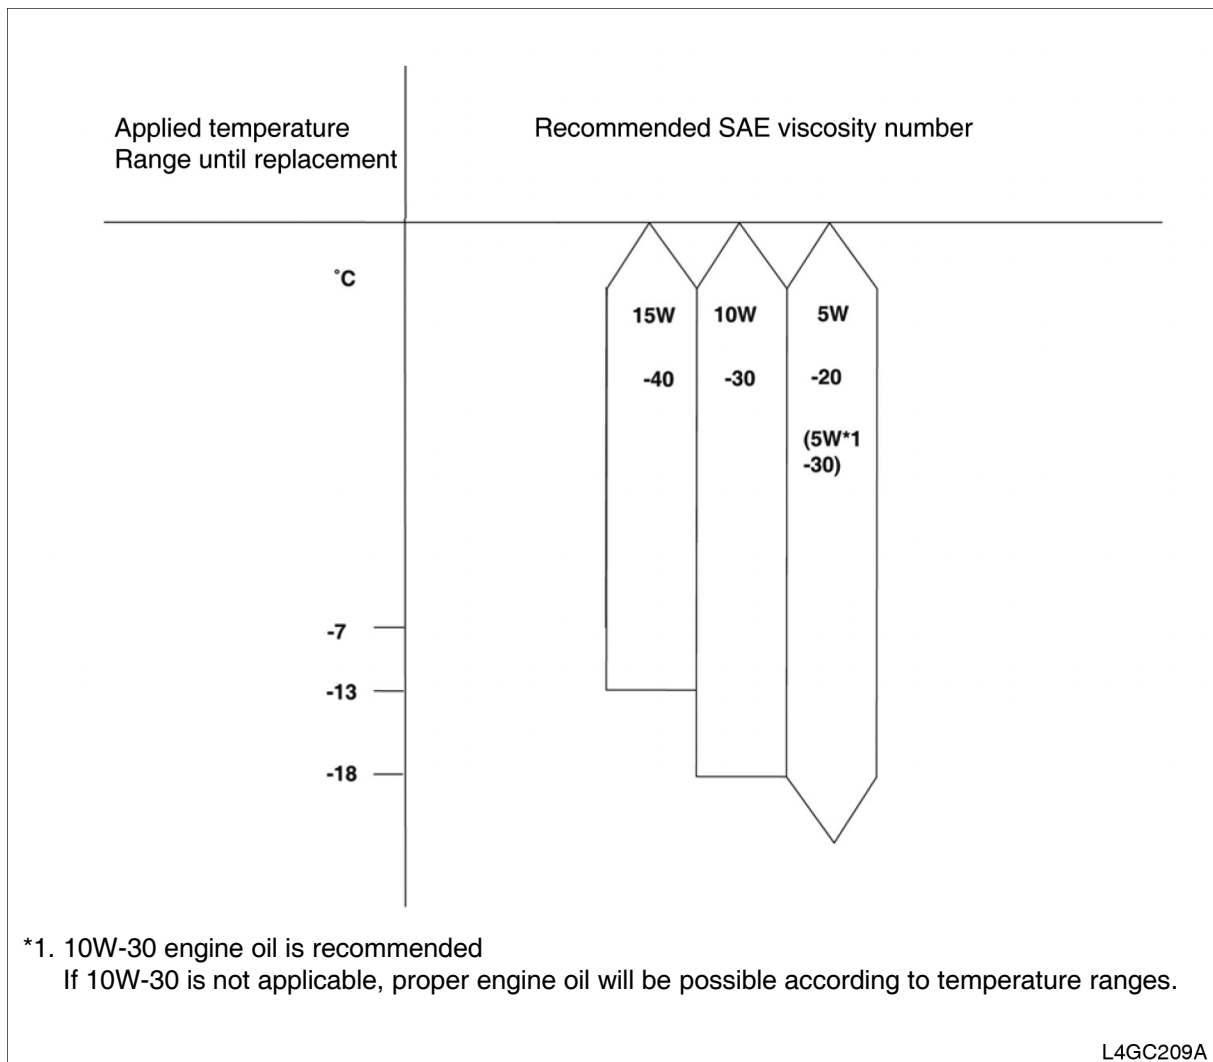 Applied temperature
Range until replacement
Recommended SAE viscosity number
°C
15W
-40
10W
-30
5W
-20
(5W*1
-30)
-7
-13
-18
*1. 10W-30 engine oil is recommended
If 10W-30 is not applicable, proper engine oil will be possible according to temperature ranges.
L4GC209A